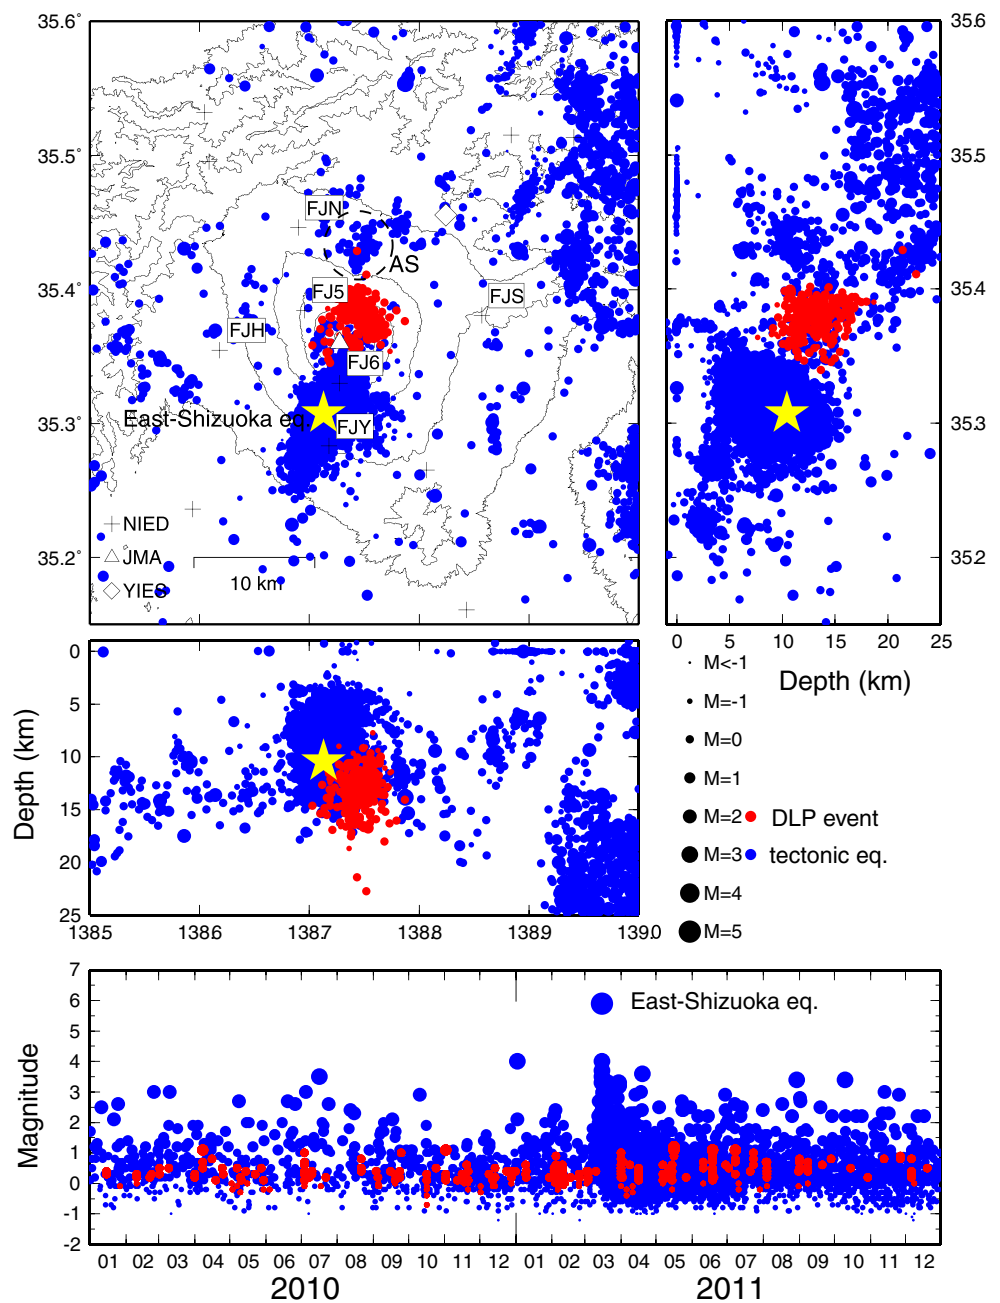 35.6˚
35.5˚
35.4˚
35.3˚
35.2˚
FJN
AS
FJ5
FJS
FJH
FJ6
East-Shizuoka eq.
FJY
NIED
JMA
YIES
10 km
35.6
35.5
35.4
35.3
35.2
0 5 10 15 20 25
Depth (km)
0
5
10
15
20
25
Depth (km)
138.5 138.6 138.7 138.8 138.9 139.0
M<-1
M=-1
M=0
M=1
M=2 DLP event
M=3 tectonic eq.
M=4
M=5
7
6
5
4
3
2
1
0
-1
-2
Magnitude
East-Shizuoka eq.
01 02 03 04 05 06 07 08 09 10 11 12 01 02 03 04 05 06 07 08 09 10 11 12
2010 2011